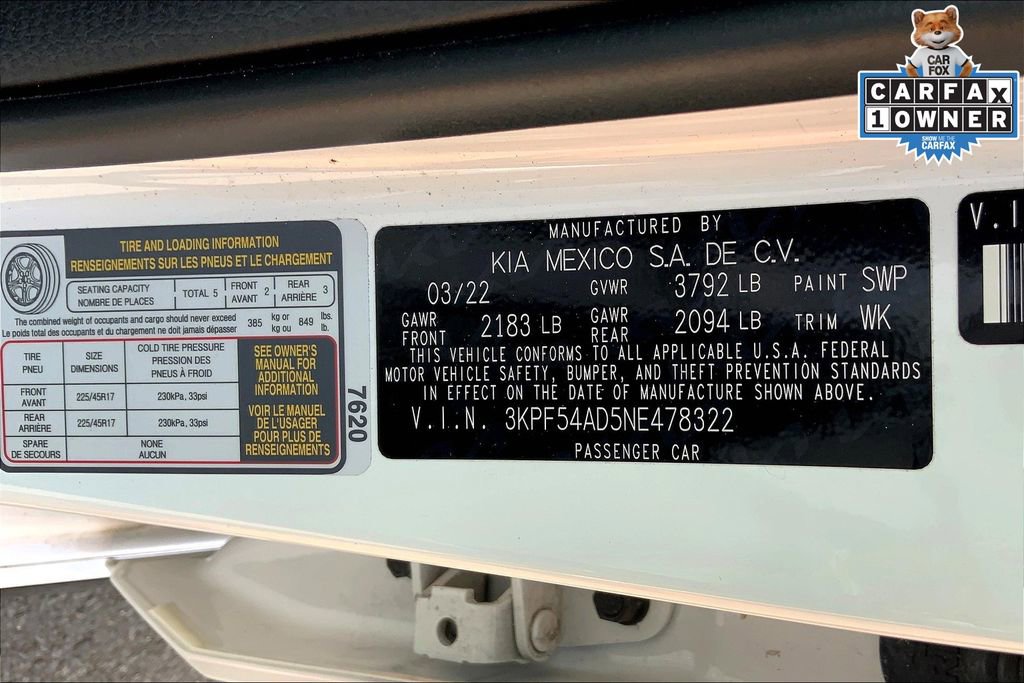 CAR
FOX
CARFAX
1 OWNER
SHOW ME THE
CARFAX
TIRE AND LOADING INFORMATION
RENSEIGNEMENTS SUR LES PNEUS ET LE CHARGEMENT
SEATING CAPACITY
NOMBRE DE PLACES
TOTAL 5
FRONT
AVANT 2
REAR
ARRIÈRE 3
The combined weight of occupants and cargo should never exceed
Le poids total des occupants et du chargement ne doit jamais dépasser
385 kg or
kg ou
849 lbs.
lb.
TIRE
PNEU
SIZE
DIMENSIONS
COLD TIRE PRESSURE
PRESSION DES
PNEUS À FROID
FRONT
AVANT
225/45R17
230kPa, 33psi
REAR
ARRIÈRE
225/45R17
230kPa, 33psi
SPARE
DE SECOURS
NONE
AUCUN
SEE OWNER'S
MANUAL FOR
ADDITIONAL
INFORMATION
VOIR LE MANUEL
DE L'USAGER
POUR PLUS DE
RENSEIGNEMENTS
7620
MANUFACTURED BY
KIA MEXICO S.A. DE C.V.
03/22 GVWR 3792 LB PAINT SWP
GAWR
FRONT 2183 LB
GAWR
REAR 2094 LB TRIM WK
THIS VEHICLE CONFORMS TO ALL APPLICABLE U.S.A. FEDERAL
MOTOR VEHICLE SAFETY, BUMPER, AND THEFT PREVENTION STANDARDS
IN EFFECT ON THE DATE OF MANUFACTURE SHOWN ABOVE.
V.I.N. 3KPF54AD5NE478322
PASSENGER CAR
V.I